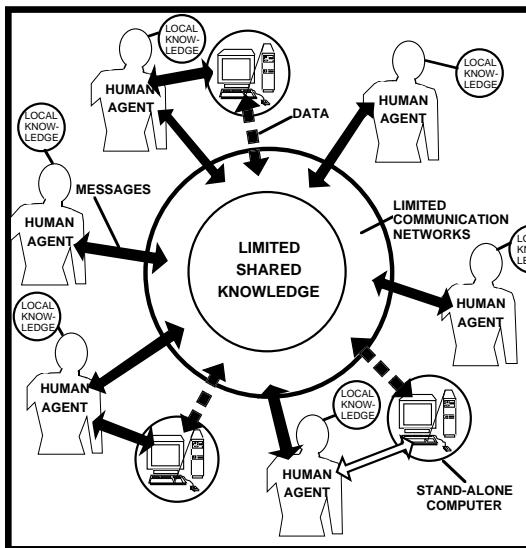 LOCAL
KNOW-
LEDGE
HUMAN
AGENT
DATA
LOCAL
KNOW-
LEDGE
HUMAN
AGENT
LOCAL
KNOW-
LEDGE
MESSAGES
HUMAN
AGENT
LIMITED
COMMUNICATION
NETWORKS
LIMITED
SHARED
KNOWLEDGE
HUMAN
AGENT
LOCAL
KNOW-
LEDGE
HUMAN
AGENT
LOCAL
KNOW-
LEDGE
HUMAN
AGENT
STAND-ALONE
COMPUTER